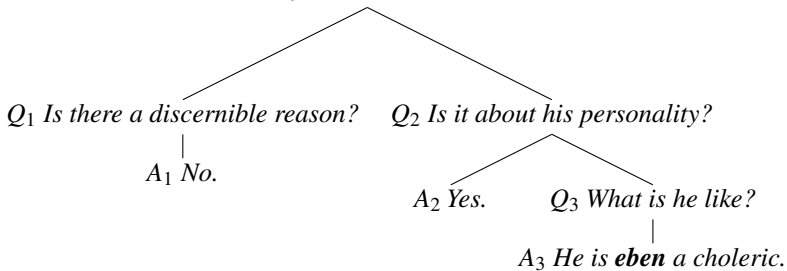 Q1 Is there a discernible reason? Q2 Is it about his personality?
A1 No.
A2 Yes. Q3 What is he like?
A3 He is eben a choleric.